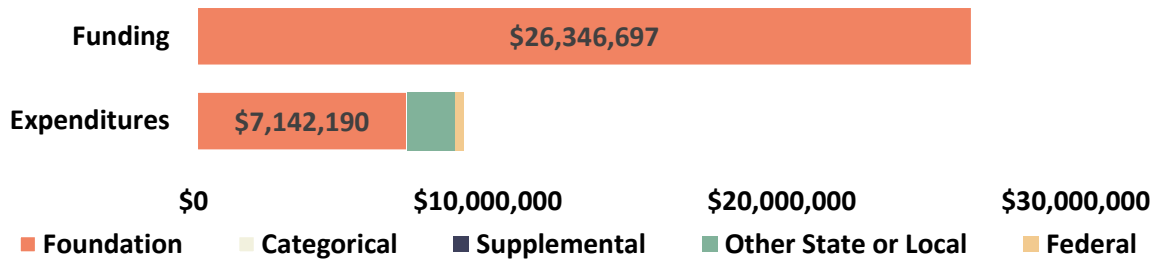 Funding $26,346,697
Expenditures $7,142,190
$0 $10,000,000 $20,000,000 $30,000,000
Foundation Categorical Supplemental Other State or Local Federal